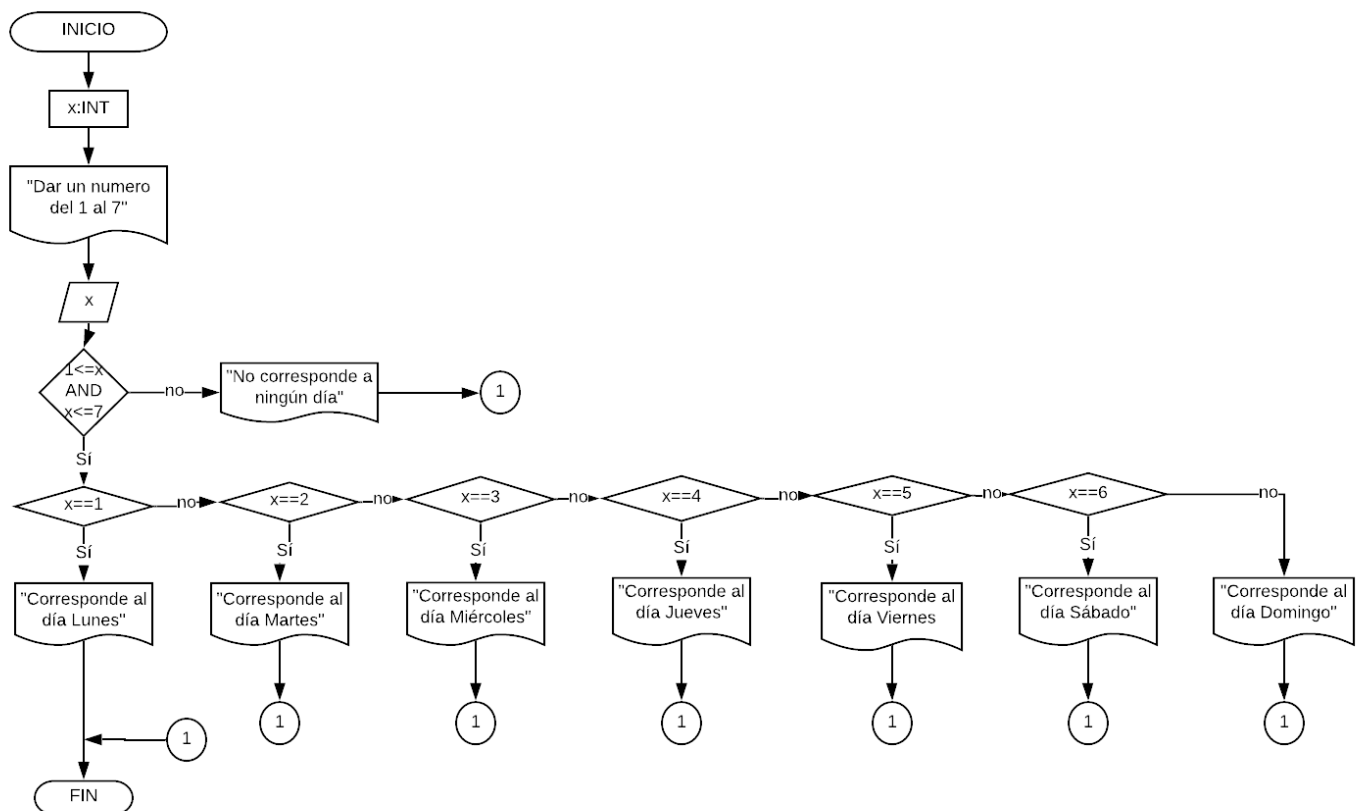 INICIO
x:INT
"Dar un numero
del 1 al 7"
x
1<=x
AND
x<=7
no
"No corresponde a
ningún día"
1
Sí
x==1
no
x==2
no
x==3
no
x==4
no
x==5
no
x==6
no
Sí
Sí
Sí
Sí
Sí
Sí
"Corresponde al
día Lunes"
"Corresponde al
día Martes"
"Corresponde al
día Miércoles"
"Corresponde al
día Jueves"
"Corresponde al
día Viernes
"Corresponde al
día Sábado"
"Corresponde al
día Domingo"
1
1
1
1
1
1
1
FIN